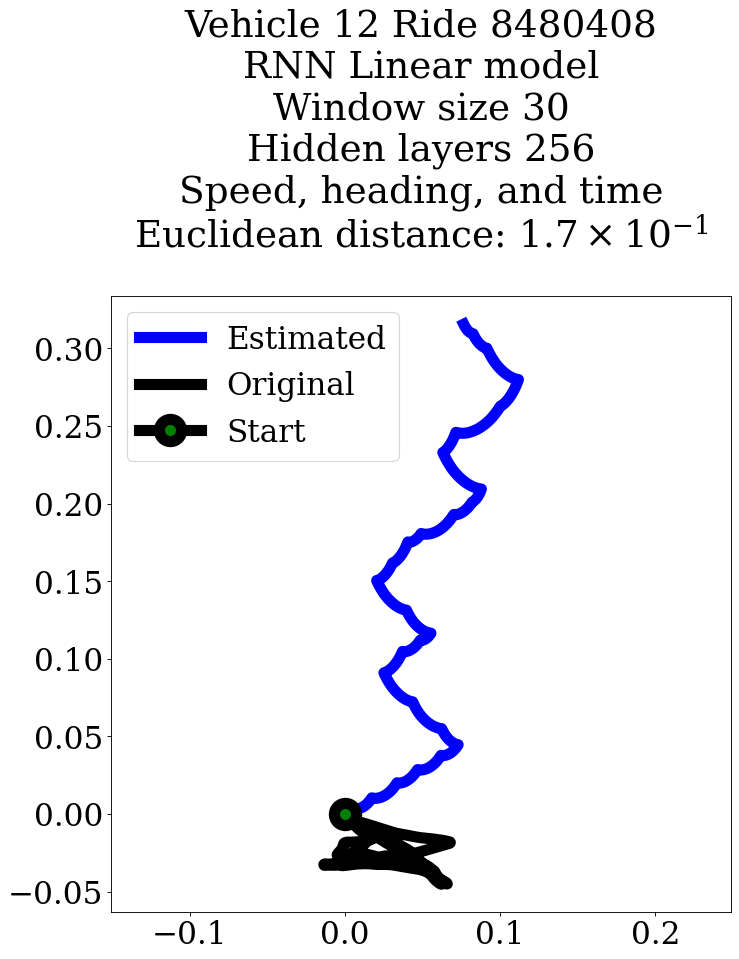 Vehicle 12 Ride 8480408
RNN Linear model
Window size 30
Hidden layers 256
Speed, heading, and time
Euclidean distance: 1.7 × 10⁻¹
Estimated
Original
Start
0.30
0.25
0.20
0.15
0.10
0.05
0.00
−0.05
−0.1 0.0 0.1 0.2